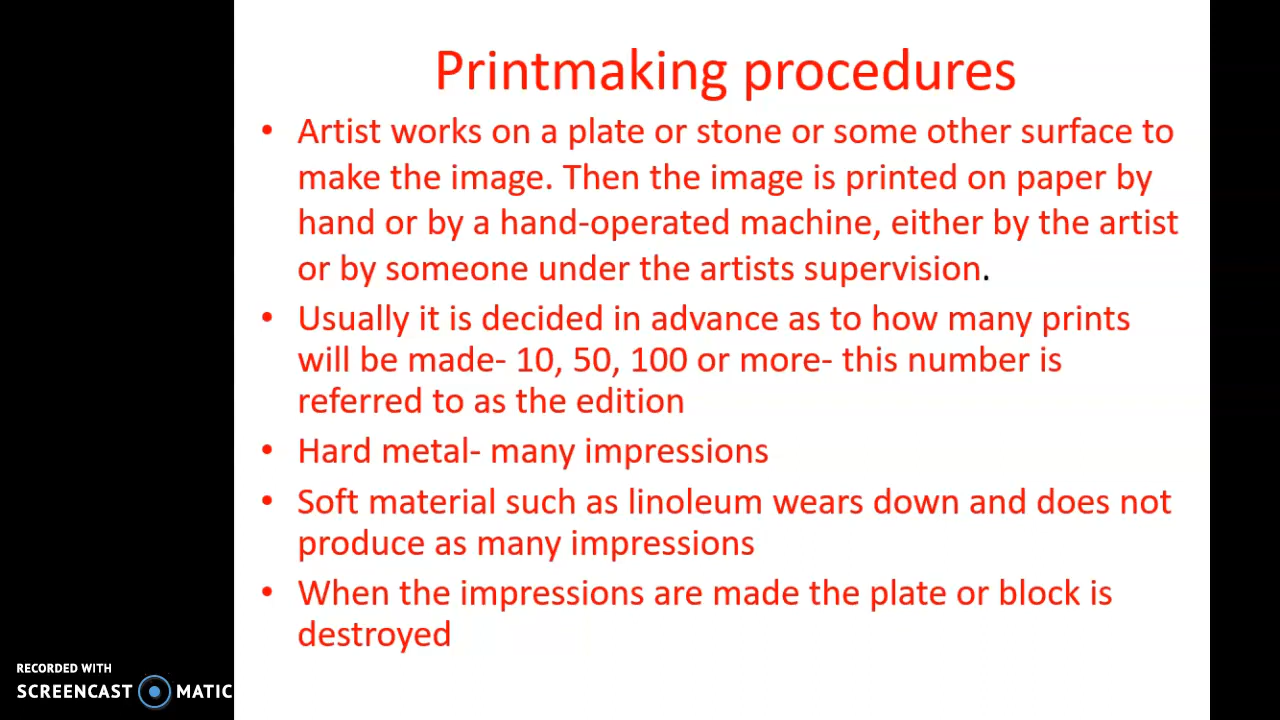 Printmaking procedures
• Artist works on a plate or stone or some other surface to
make the image. Then the image is printed on paper by
hand or by a hand-operated machine, either by the artist
or by someone under the artists supervision.
• Usually it is decided in advance as to how many prints
will be made- 10, 50, 100 or more- this number is
referred to as the edition
• Hard metal- many impressions
• Soft material such as linoleum wears down and does not
produce as many impressions
• When the impressions are made the plate or block is
destroyed
RECORDED WITH
SCREENCAST MATIC